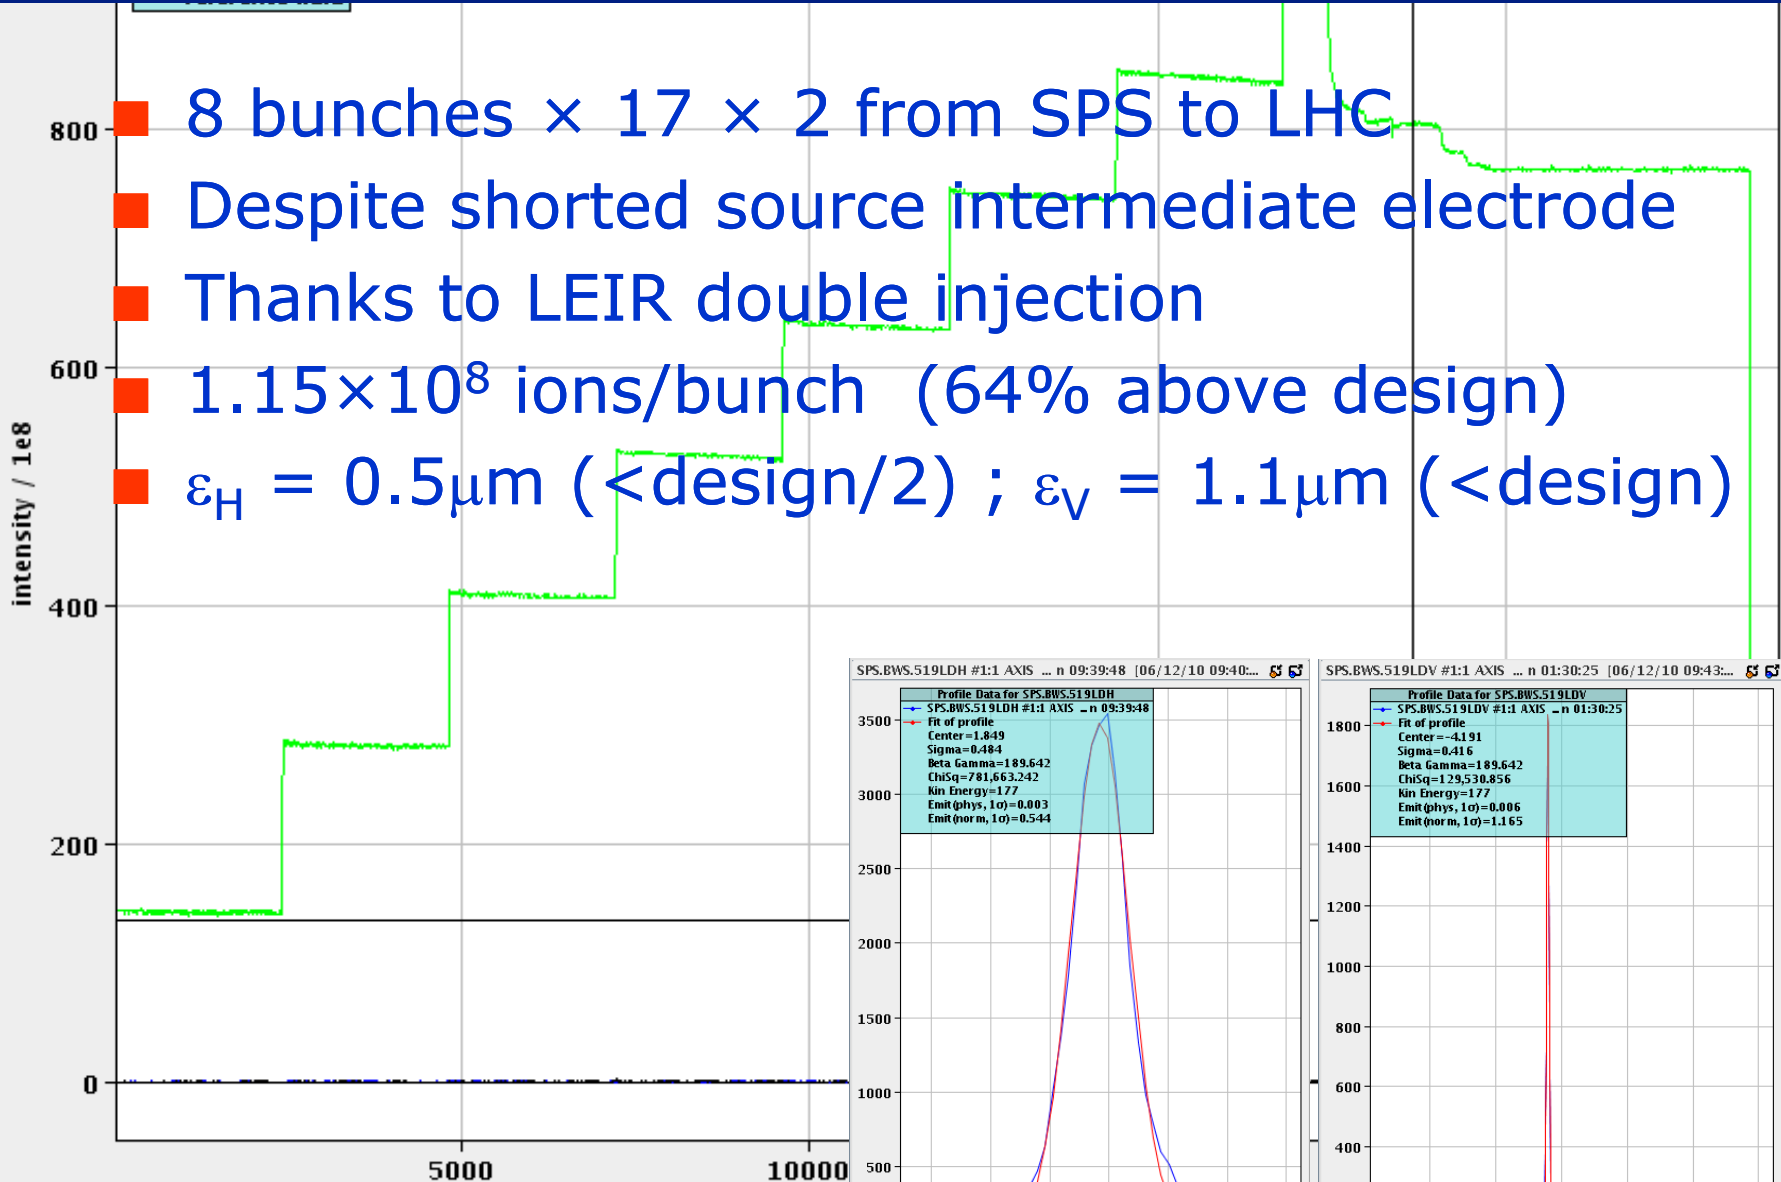 8 bunches × 17 × 2 from SPS to LHC
Despite shorted source intermediate electrode
Thanks to LEIR double injection
1.15×10⁸ ions/bunch (64% above design)
εH = 0.5μm (<design/2) ; εV = 1.1μm (<design)
intensity / 1e8
800
600
400
200
0
5000
10000
SPS.BWS.519LDH #1:1 AXIS ... n 09:39:48 [06/12/10 09:40:...
Profile Data for SPS.BWS.519LDH
SPS.BWS.519LDH #1:1 AXIS ... n 09:39:48
Fit of profile
Center=1.849
Sigma=0.484
Beta Gamma=189.642
ChiSq=781,663.242
Kin Energy=177
Emit(phys, 1σ)=0.003
Emit(norm, 1σ)=0.544
3500
3000
2500
2000
1500
1000
500
SPS.BWS.519LDV #1:1 AXIS ... n 01:30:25 [06/12/10 09:43:...
Profile Data for SPS.BWS.519LDV
SPS.BWS.519LDV #1:1 AXIS ... n 01:30:25
Fit of profile
Center=-4.191
Sigma=0.416
Beta Gamma=189.642
ChiSq=129,530.856
Kin Energy=177
Emit(phys, 1σ)=0.006
Emit(norm, 1σ)=1.165
1800
1600
1400
1200
1000
800
600
400